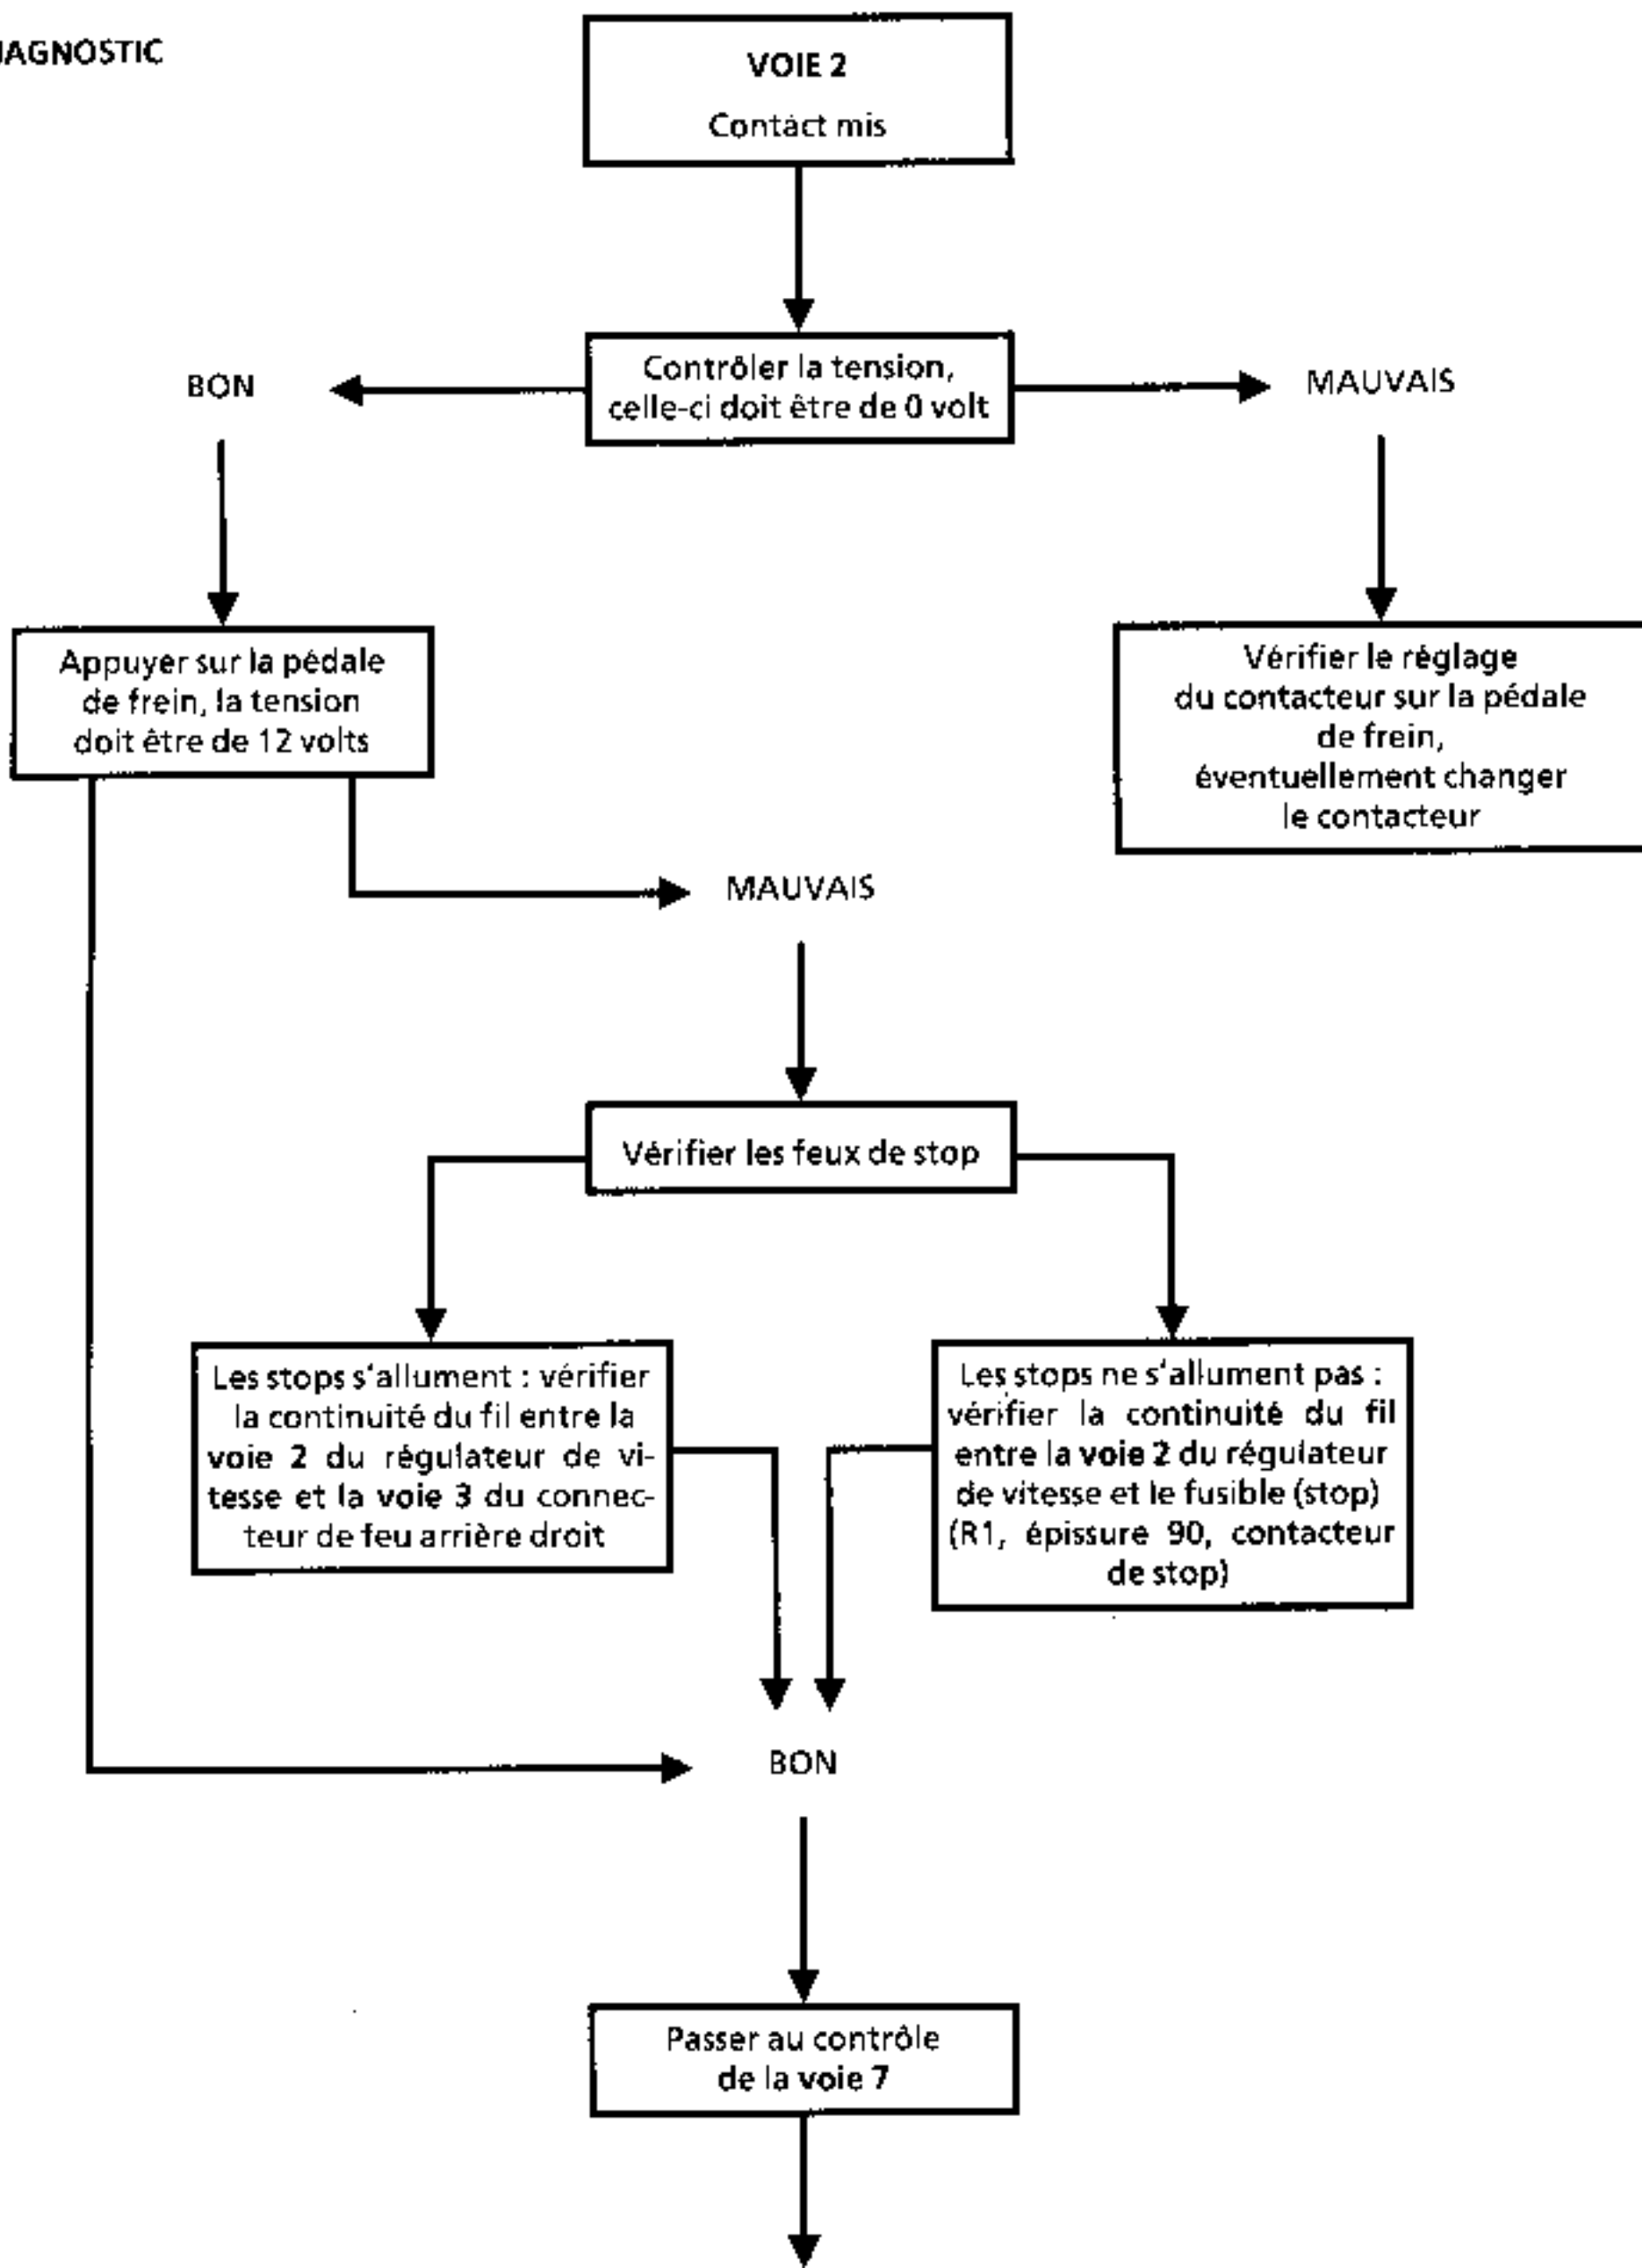 IAGNOSTIC
VOIE 2
Contact mis
Contrôler la tension,
celle-ci doit être de 0 volt
BON
MAUVAIS
Appuyer sur la pédale
de frein, la tension
doit être de 12 volts
Vérifier le réglage
du contacteur sur la pédale
de frein,
éventuellement changer
le contacteur
MAUVAIS
Vérifier les feux de stop
Les stops s'allument : vérifier
la continuité du fil entre la
voie 2 du régulateur de vi-
tesse et la voie 3 du connec-
teur de feu arrière droit
Les stops ne s'allument pas :
vérifier la continuité du fil
entre la voie 2 du régulateur
de vitesse et le fusible (stop)
(R1, épissure 90, contacteur
de stop)
BON
Passer au contrôle
de la voie 7